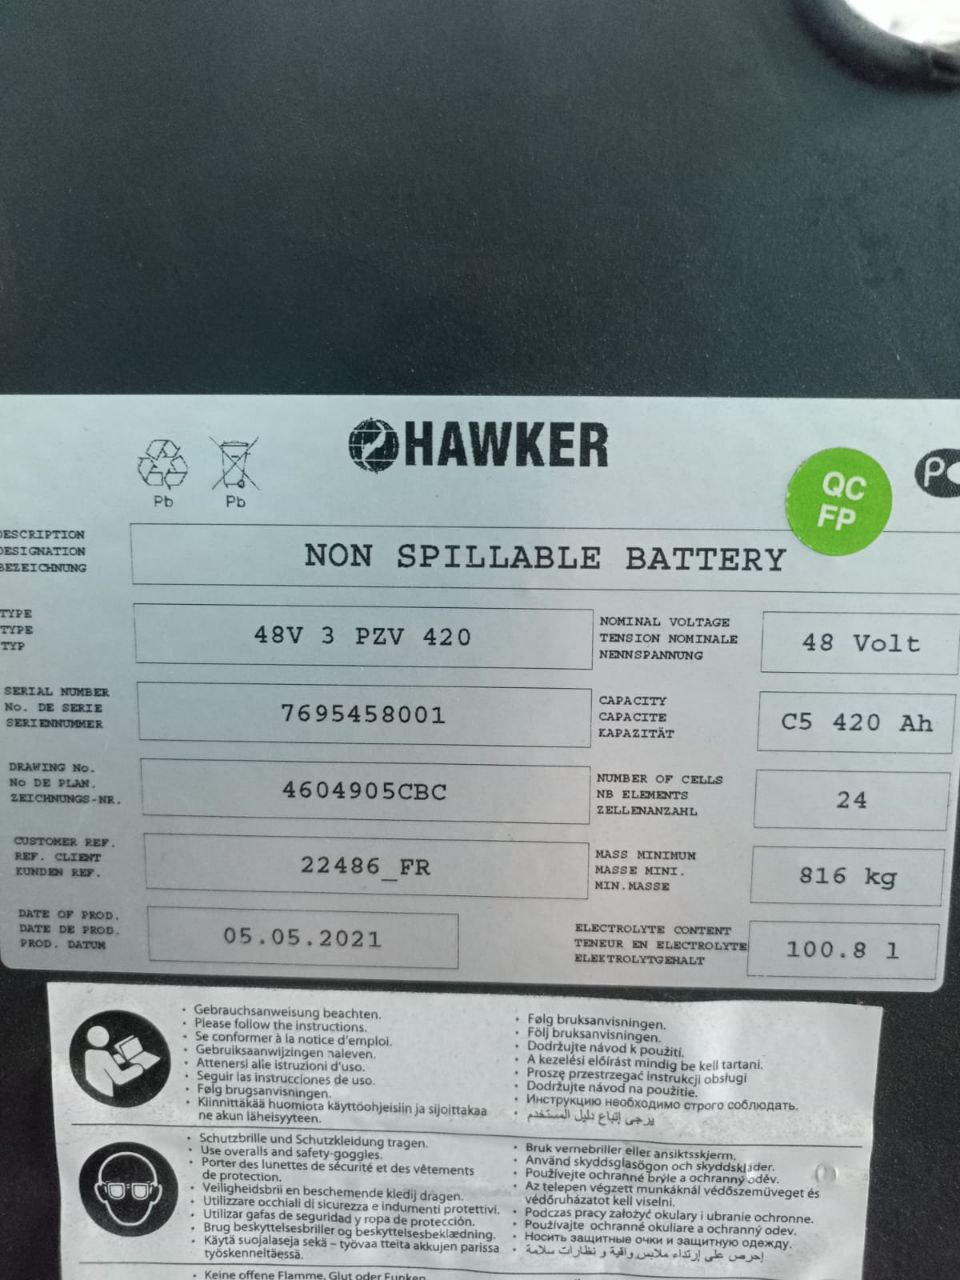 HAWKER
Pb
Pb
QC
FP
DESCRIPTION
DESIGNATION
BEZEICHNUNG
NON SPILLABLE BATTERY
TYPE
TYPE
TYP
48V 3 PZV 420
NOMINAL VOLTAGE
TENSION NOMINALE
NENNSPANNUNG
48 Volt
SERIAL NUMBER
No. DE SERIE
SERIENNUMMER
7695458001
CAPACITY
CAPACITE
KAPAZITÄT
C5 420 Ah
DRAWING No.
No DE PLAN.
ZEICHNUNGS-NR.
4604905CBC
NUMBER OF CELLS
NB ELEMENTS
ZELLENANZAHL
24
CUSTOMER REF.
REF. CLIENT
KUNDEN REF.
22486_FR
MASS MINIMUM
MASSE MINI.
MIN.MASSE
816 kg
DATE OF PROD.
DATE DE PROD.
PROD. DATUM
05.05.2021
ELECTROLYTE CONTENT
TENEUR EN ELECTROLYTE
ELEKTROLYTGEHALT
100.8 l
• Gebrauchsanweisung beachten.
• Please follow the instructions.
• Se conformer à la notice d'emploi.
• Gebruiksaanwijzingen naleven.
• Attenersi alle istruzioni d'uso.
• Seguir las instrucciones de uso.
• Følg brugsanvisningen.
• Kiinnittäkää huomiota käyttöohjeisiin ja sijoittakaa
ne akun läheisyyteen.
• Følg bruksanvisningen.
• Följ bruksanvisningen.
• Dodržujte návod k použití.
• A kezelési előírást mindig be kell tartani.
• Proszę przestrzegać instrukcji obsługi
• Dodržujte návod na použitie.
• Инструкцию необходимо строго соблюдать.
• يرجى إتباع دليل المستخدم
• Schutzbrille und Schutzkleidung tragen.
• Use overalls and safety-goggles.
• Porter des lunettes de sécurité et des vêtements
de protection.
• Veiligheidsbril en beschermende kledij dragen.
• Utilizzare occhiali di sicurezza e indumenti protettivi.
• Utilizar gafas de seguridad y ropa de protección.
• Brug beskyttelsesbriller og beskyttelsesbeklædning.
• Käytä suojalaseja sekä – työvaatteita akkujen parissa
työskenneltäessä.
• Bruk vernebriller eller ansiktsskjerm.
• Använd skyddsglasögon och skyddskläder.
• Používejte ochranné brýle a ochranný oděv.
• Az telepen végzett munkáknál védőszemüveget és
védőruházatot kell viselni.
• Podczas pracy założyć okulary i ubranie ochronne.
• Používajte ochranné okuliare a ochranný odev.
• Носить защитные очки и защитную одежду.
• إحرص على إرتداء ملابس واقية و نظارات سلامة
• Keine offene Flamme, Glut oder Funken